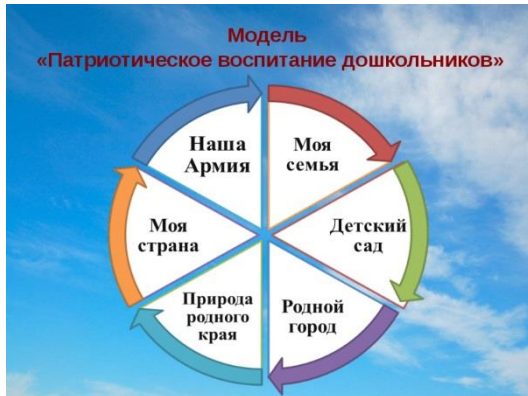 Модель
«Патриотическое воспитание дошкольников»
Наша
Армия
Моя
семья
Детский
сад
Родной
город
Природа
родного
края
Моя
страна